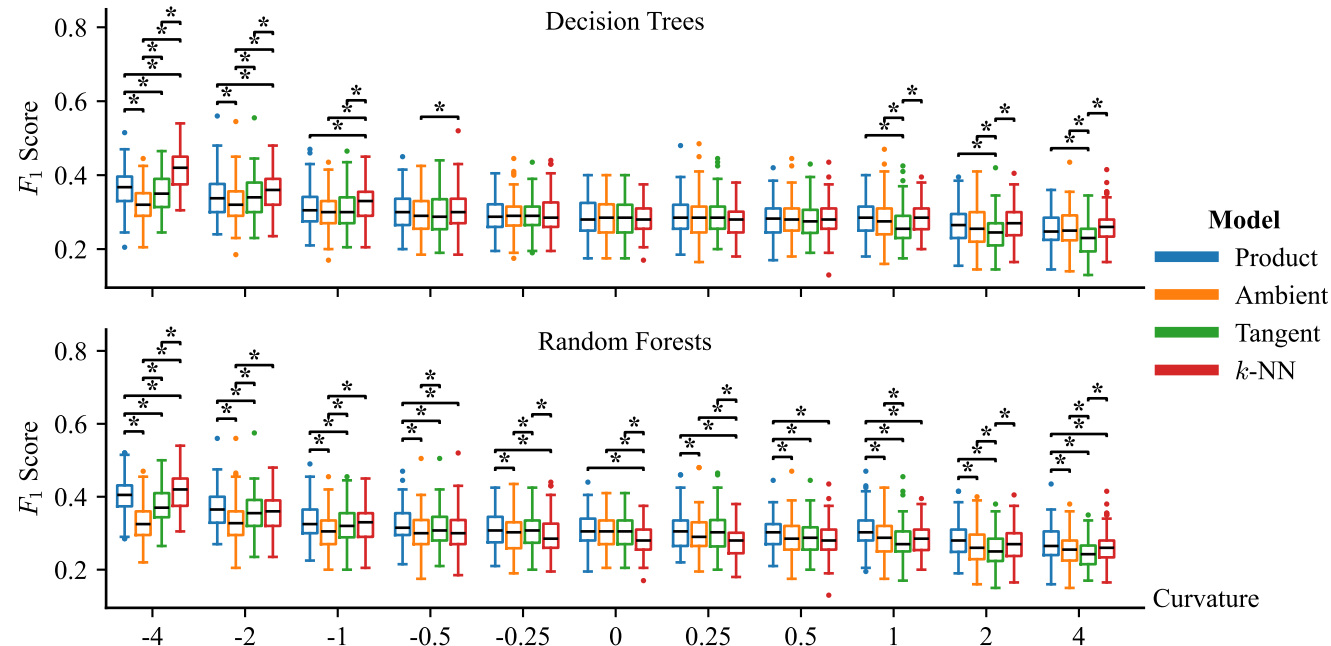 Decision Trees
F₁ Score
0.8
0.6
0.4
0.2
Random Forests
F₁ Score
0.8
0.6
0.4
0.2
-4 -2 -1 -0.5 -0.25 0 0.25 0.5 1 2 4
Curvature
Model
Product
Ambient
Tangent
k-NN